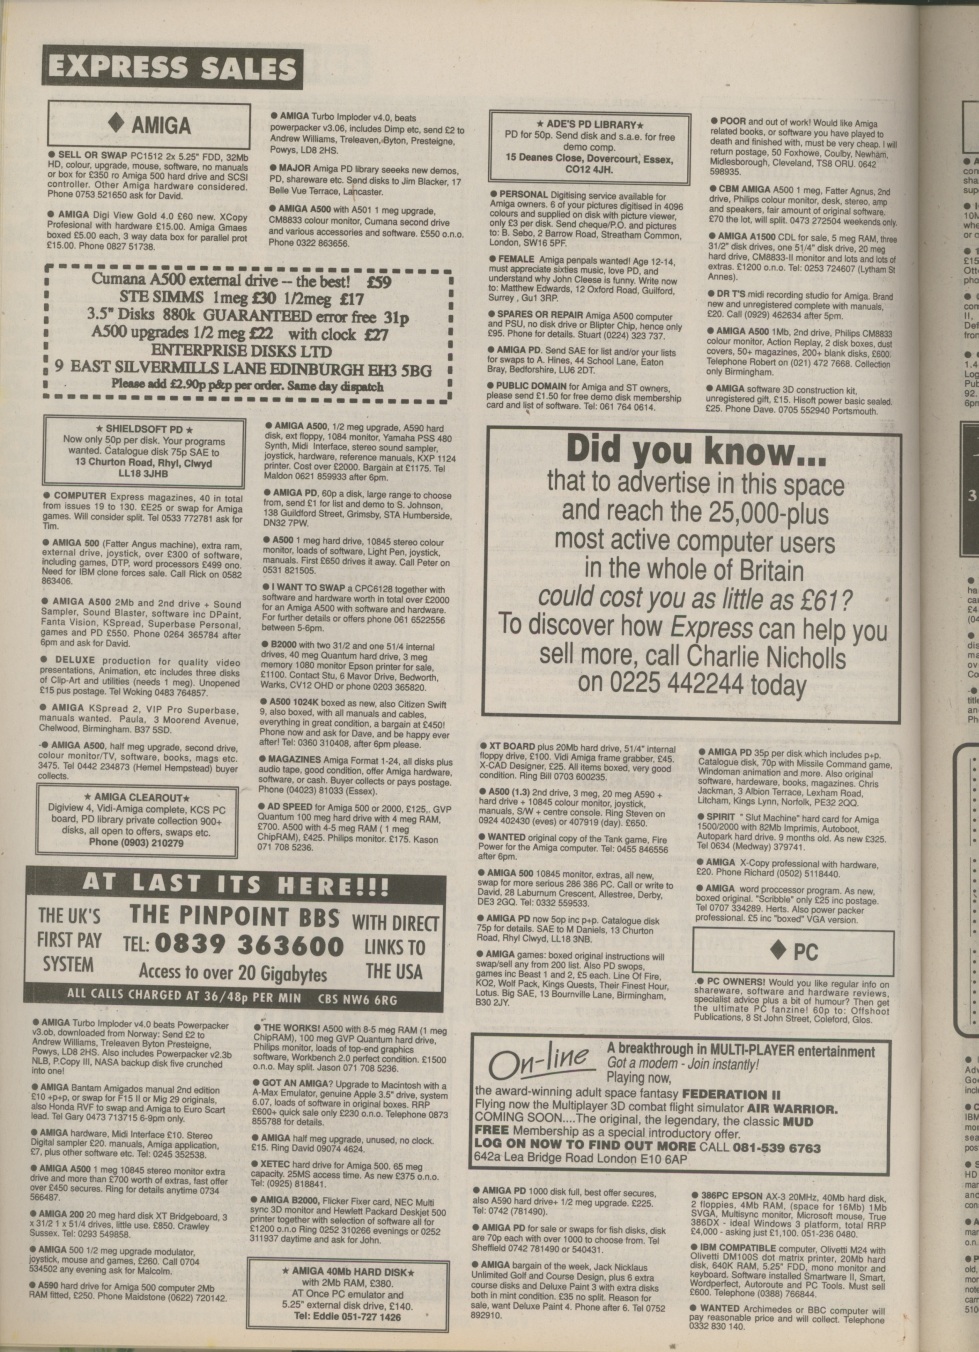 EXPRESS SALES
♦ AMIGA
● SELL OR SWAP PC1512 2x 5.25" FDD, 32Mb
HD, colour, upgrade, mouse, software, no manuals
or box for £350 ro Amiga 500 hard drive and SCSI
controller. Other Amiga hardware considered.
Phone 0753 521650 ask for David.
● AMIGA Digi View Gold 4.0 £60 new. XCopy
Profesional with hardware £15.00. Amiga Gmaes
boxed £5.00 each, 3 way data box for parallel prot
£15.00. Phone 0827 51738.
● AMIGA Turbo Imploder v4.0, beats
powerpacker v3.06, includes Dimp etc, send £2 to
Andrew Williams, Treleaven, Byton, Presteigne,
Powys, LD8 2HS.
● MAJOR Amiga PD library seeeks new demos,
PD, shareware etc. Send disks to Jim Blacker, 17
Belle Vue Terrace, Lancaster.
● AMIGA A500 with A501 1 meg upgrade,
CM8833 colour monitor, Cumana second drive
and various accessories and software. £550 o.n.o.
Phone 0322 863656.
Cumana A500 external drive -- the best! £59
STE SIMMS 1meg £30 1/2meg £17
3.5" Disks 880k GUARANTEED error free 31p
A500 upgrades 1/2 meg £22 with clock £27
ENTERPRISE DISKS LTD
9 EAST SILVERMILLS LANE EDINBURGH EH3 5BG
Please add £2.90p p&p per order. Same day dispatch
★ SHIELDSOFT PD ★
Now only 50p per disk. Your programs
wanted. Catalogue disk 75p SAE to
13 Churton Road, Rhyl, Clwyd
LL18 3JHB
● COMPUTER Express magazines, 40 in total
from issues 19 to 130. £E25 or swap for Amiga
games. Will consider split. Tel 0533 772781 ask for
Tim.
● AMIGA 500 (Fatter Angus machine), extra ram,
external drive, joystick, over £300 of software,
including games, DTP, word processors £499 ono.
Need for IBM clone forces sale. Call Rick on 0582
863406.
● AMIGA A500 2Mb and 2nd drive + Sound
Sampler, Sound Blaster, software inc DPaint,
Fanta Vision, KSpread, Superbase Personal,
games and PD £550. Phone 0264 365784 after
6pm and ask for David.
● DELUXE production for quality video
presentations, Animation, etc includes three disks
of Clip-Art and utilities (needs 1 meg). Unopened
£15 pus postage. Tel Woking 0483 764857.
● AMIGA KSpread 2, VIP Pro Superbase,
manuals wanted. Paula, 3 Moorend Avenue,
Chelwood, Birmingham. B37 5SD.
-● AMIGA A500, half meg upgrade, second drive,
colour monitor/TV, software, books, mags etc.
3475. Tel 0442 234873 (Hemel Hempstead) buyer
collects.
★ AMIGA CLEAROUT★
Digiview 4, Vidi-Amiga complete, KCS PC
board, PD library private collection 900+
disks, all open to offers, swaps etc.
Phone (0903) 210279
● AMIGA A500, 1/2 meg upgrade, A590 hard
disk, ext floppy, 1084 monitor, Yamaha PSS 480
Synth, Midi Interface, stereo sound sampler,
joystick, hardware, reference manuals, KXP 1124
printer. Cost over £2000. Bargain at £1175. Tel
Maldon 0621 859933 after 6pm.
● AMIGA PD, 60p a disk, large range to choose
from, send £1 for list and demo to S. Johnson,
138 Guildford Street, Grimsby, STA Humberside,
DN32 7PW.
● A500 1 meg hard drive, 10845 stereo colour
monitor, loads of software, Light Pen, joystick,
manuals. First £650 drives it away. Call Peter on
0531 821505.
● I WANT TO SWAP a CPC6128 together with
software and hardware worth in total over £2000
for an Amiga A500 with software and hardware.
For further details or offers phone 061 6522556
between 5-6pm.
● B2000 with two 31/2 and one 51/4 internal
drives, 40 meg Quantum hard drive, 3 meg
memory 1080 monitor Epson printer for sale,
£1100. Contact Stu, 6 Mavor Drive, Bedworth,
Warks, CV12 OHD or phone 0203 365820.
● A500 1024K boxed as new, also Citizen Swift
9, also boxed, with all manuals and cables,
everything in great condition, a bargain at £450!
Phone now and ask for Dave, and be happy ever
after! Tel: 0360 310408, after 6pm please.
● MAGAZINES Amiga Format 1-24, all disks plus
audio tape, good condition, offer Amiga hardware,
software, or cash. Buyer collects or pays postage.
Phone (04023) 81033 (Essex).
● AD SPEED for Amiga 500 or 2000, £125,. GVP
Quantum 100 meg hard drive with 4 meg RAM,
£700. A500 with 4-5 meg RAM ( 1 meg
ChipRAM), £425. Philips monitor. £175. Kason
071 708 5236.
AT LAST ITS HERE!!!
THE UK'S
FIRST PAY
SYSTEM
THE PINPOINT BBS
TEL: 0839 363600
Access to over 20 Gigabytes
WITH DIRECT
LINKS TO
THE USA
ALL CALLS CHARGED AT 36/48p PER MIN CBS NW6 6RG
● AMIGA Turbo Imploder v4.0 beats Powerpacker
v3.ob, downloaded from Norway: Send £2 to
Andrew Williams, Treleaven Byton Presteigne,
Powys, LD8 2HS. Also includes Powerpacker v2.3b
NLB, P.Copy III, NASA backup disk five crunched
into one!
● AMIGA Bantam Amigados manual 2nd edition
£10 +p+p, or swap for F15 II or Mig 29 originals,
also Honda RVF to swap and Amiga to Euro Scart
lead. Tel Gary 0473 713715 6-9pm only.
● AMIGA hardware, Midi Interface £10. Stereo
Digital sampler £20. manuals, Amiga application,
£7, plus other software etc. Tel: 0245 352538.
● AMIGA A500 1 meg 10845 stereo monitor extra
drive and more than £700 worth of extras, fast offer
over £450 secures. Ring for details anytime 0734
566487.
● AMIGA 200 20 meg hard disk XT Bridgeboard, 3
x 31/2 1 x 51/4 drives, little use. £850. Crawley
Sussex. Tel: 0293 549858.
● AMIGA 500 1/2 meg upgrade modulator,
joystick, mouse and games, £260. Call 0704
534502 any evening ask for Malcolm.
● A590 hard drive for Amiga 500 computer 2Mb
RAM fitted, £250. Phone Maidstone (0622) 720142.
● THE WORKS! A500 with 8-5 meg RAM (1 meg
ChipRAM), 100 meg GVP Quantum hard drive,
Philips monitor, loads of top-end graphics
software, Workbench 2.0 perfect condition. £1500
o.n.o. May split. Jason 071 708 5236.
● GOT AN AMIGA? Upgrade to Macintosh with a
A-Max Emulator, genuine Apple 3.5" drive, system
6.07, loads of software in original boxes. RRP
£600+ quick sale only £230 o.n.o. Telephone 0873
855788 for details.
● AMIGA half meg upgrade, unused, no clock.
£15. Ring David 09074 4624.
● XETEC hard drive for Amiga 500. 65 meg
capacity. 25MS access time. As new £375 o.n.o.
Tel: (0925) 818841.
● AMIGA B2000, Flicker Fixer card, NEC Multi
sync 3D monitor and Hewlett Packard Deskjet 500
printer together with selection of software all for
£1200 o.n.o Ring 0252 310266 evenings or 0252
311937 daytime and ask for John.
★ AMIGA 40Mb HARD DISK★
with 2Mb RAM, £380.
AT Once PC emulator and
5.25" external disk drive, £140.
Tel: Eddie 051-727 1426
★ ADE'S PD LIBRARY★
PD for 50p. Send disk and s.a.e. for free
demo comp.
15 Deanes Close, Dovercourt, Essex,
CO12 4JH.
● PERSONAL Digitising service available for
Amiga owners. 6 of your pictures digitised in 4096
colours and supplied on disk with picture viewer,
only £3 per disk. Send cheque/P.O. and pictures
to: B. Sebo, 2 Barrow Road, Streatham Common,
London, SW16 5PF.
● FEMALE Amiga penpals wanted! Age 12-14,
must appreciate sixties music, love PD, and
understand why John Cleese is funny. Write now
to: Matthew Edwards, 12 Oxford Road, Guilford,
Surrey , Gu1 3RP.
● SPARES OR REPAIR Amiga A500 computer
and PSU, no disk drive or Blipter Chip, hence only
£95. Phone for details. Stuart (0224) 323 737.
● AMIGA PD. Send SAE for list and/or your lists
for swaps to A. Hines, 44 School Lane, Eaton
Bray, Bedforshire, LU6 2DT.
● PUBLIC DOMAIN for Amiga and ST owners,
please send £1.50 for free demo disk membership
card and list of software. Tel: 061 764 0614.
● POOR and out of work! Would like Amiga
related books, or software you have played to
death and finished with, must be very cheap. I will
return postage. 50 Foxhowe, Coulby, Newham,
Middlesborough, Cleveland, TS8 ORU. 0642
598935.
● CBM AMIGA A500 1 meg, Fatter Agnus, 2nd
drive, Philips colour monitor, desk, stereo, amp
and speakers, fair amount of original software.
£70 the lot, will split. 0473 272504 weekends only.
● AMIGA A1500 CDL for sale, 5 meg RAM, three
31/2" disk drives, one 51/4" disk drive, 20 meg
hard drive, CM8833-II monitor and lots and lots of
extras. £1200 o.n.o. Tel: 0253 724607 (Lytham St
Annes).
● DR T'S midi recording studio for Amiga. Brand
new and unregistered complete with manuals,
£20. Call (0929) 462634 after 5pm.
● AMIGA A500 1Mb, 2nd drive, Philips CM8833
colour monitor, Action Replay, 2 disk boxes, dust
covers, 50+ magazines, 200+ blank disks, £600.
Telephone Robert on (021) 472 7668. Collection
only Birmingham.
● AMIGA software 3D construction kit,
unregistered gift, £15. Hisoft power basic sealed.
£25. Phone Dave. 0705 552940 Portsmouth.
Did you know...
that to advertise in this space
and reach the 25,000-plus
most active computer users
in the whole of Britain
could cost you as little as £61?
To discover how Express can help you
sell more, call Charlie Nicholls
on 0225 442244 today
● XT BOARD plus 20Mb hard drive, 51/4" internal
floppy drive, £100. Vidi Amiga frame grabber, £45.
X-CAD Designer, £25. All items boxed, very good
condition. Ring Bill 0703 600235.
● A500 (1.3) 2nd drive, 3 meg, 20 meg A590 +
hard drive + 10845 colour monitor, joystick,
manuals, S/W + centre console. Ring Steven on
0924 402430 (eves) or 407919 (day). £650.
● WANTED original copy of the Tank game, Fire
Power for the Amiga computer. Tel: 0455 846556
after 6pm.
● AMIGA 500 10845 monitor, extras, all new,
swap for more serious 286 386 PC. Call or write to
David, 28 Laburnum Crescent, Allestree, Derby,
DE3 2GQ. Tel: 0332 559533.
● AMIGA PD now 50p inc p+p. Catalogue disk
75p for details. SAE to M Daniels, 13 Churton
Road, Rhyl Clwyd, LL18 3NB.
● AMIGA games: boxed original instructions will
swap/sell any from 200 list. Also PD swops,
games inc Beast 1 and 2, £5 each. Line Of Fire,
KO2, Wolf Pack, Kings Quests, Their Finest Hour,
Lotus. Big SAE, 13 Bournville Lane, Birmingham,
B30 2JY.
● AMIGA PD 35p per disk which includes p+p.
Catalogue disk, 70p with Missile Command game,
Windoman animation and more. Also original
software, hardeware, books, magazines. Chris
Jackman, 3 Albion Terrace, Lexham Road,
Litcham, Kings Lynn, Norfolk, PE32 2QQ.
● SPIRIT " Slut Machine" hard card for Amiga
1500/2000 with 82Mb Imprimis, Autoboot,
Autopark hard drive. 9 months old. As new £325.
Tel 0634 (Medway) 379741.
● AMIGA X-Copy professional with hardware,
£20. Phone Richard (0502) 5118440.
● AMIGA word proccessor program. As new,
boxed original. "Scribble" only £25 inc postage.
Tel 0707 334289. Herts. Also power packer
professional. £5 inc "boxed" VGA version.
♦ PC
● PC OWNERS! Would you like regular info on
shareware, software and hardware reviews,
specialist advice plus a bit of humour? Then get
the ultimate PC fanzine! 60p to: Offshoot
Publications, 8 St John Street, Coleford, Glos.
On-line
A breakthrough in MULTI-PLAYER entertainment
Got a modem - Join instantly!
Playing now,
the award-winning adult space fantasy FEDERATION II
Flying now the Multiplayer 3D combat flight simulator AIR WARRIOR.
COMING SOON....The original, the legendary, the classic MUD
FREE Membership as a special introductory offer.
LOG ON NOW TO FIND OUT MORE CALL 081-539 6763
642a Lea Bridge Road London E10 6AP
● AMIGA PD 1000 disk full, best offer secures,
also A590 hard drive+ 1/2 meg upgrade. £225.
Tel: 0742 (781490).
● AMIGA PD for sale or swaps for fish disks, disk
are 70p each with over 1000 to choose from. Tel
Sheffield 0742 781490 or 540431.
● AMIGA bargain of the week, Jack Nicklaus
Unlimited Golf and Course Design, plus 6 extra
course disks and Deluxe Paint 3 with extra disks
both in mint condition. £35 no split. Reason for
sale, want Deluxe Paint 4. Phone after 6. Tel 0752
892910.
● 386PC EPSON AX-3 20MHz, 40Mb hard disk,
2 floppies, 4Mb RAM, (space for 16Mb) 1Mb
SVGA, Multisync monitor, Microsoft mouse, True
386DX - ideal Windows 3 platform, total RRP
£4,000 - asking just £1,100. 051-236 0480.
● IBM COMPATIBLE computer, Olivetti M24 with
Olivetti DM100S dot matrix printer, 20Mb hard
disk, 640K RAM, 5.25" FDD, mono monitor and
keyboard. Software installed Smartware II, Smart,
Wordperfect, Autoroute and PC Tools. Must sell
£600. Telephone (0388) 766844.
● WANTED Archimedes or BBC computer will
pay reasonable price and will collect. Telephone
0332 830 140.